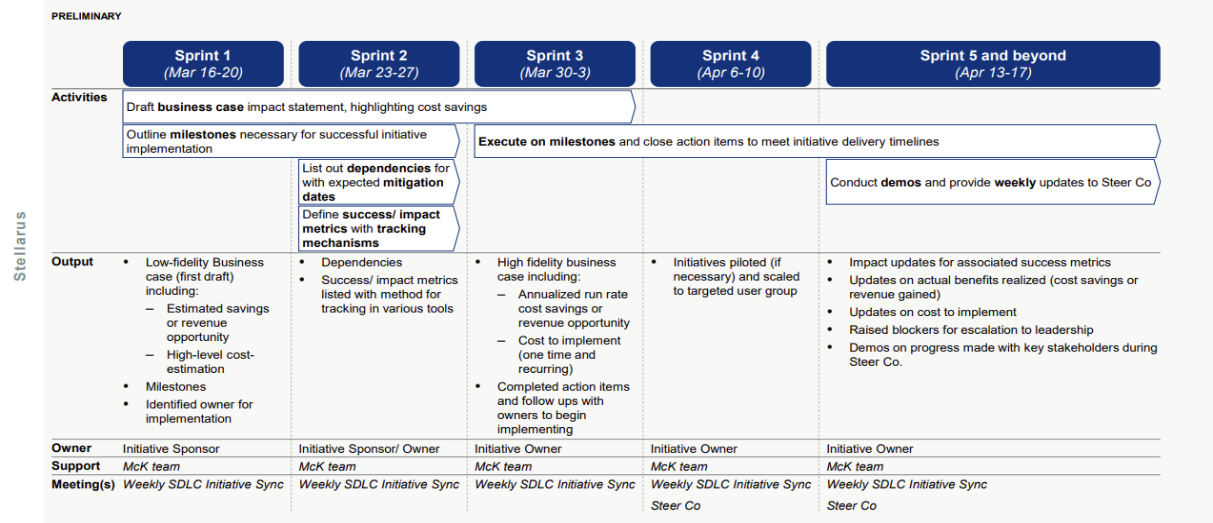 PRELIMINARY
Sprint 1
(Mar 16-20)
Sprint 2
(Mar 23-27)
Sprint 3
(Mar 30-3)
Sprint 4
(Apr 6-10)
Sprint 5 and beyond
(Apr 13-17)
Activities
Draft business case impact statement, highlighting cost savings
Outline milestones necessary for successful initiative
implementation
Execute on milestones and close action items to meet initiative delivery timelines
List out dependencies for
with expected mitigation
dates
Conduct demos and provide weekly updates to Steer Co
Define success/ impact
metrics with tracking
mechanisms
Stellarus
Output
• Low-fidelity Business
case (first draft)
including:
– Estimated savings
or revenue
opportunity
– High-level cost-
estimation
• Milestones
• Identified owner for
implementation
• Dependencies
• Success/ impact metrics
listed with method for
tracking in various tools
• High fidelity business
case including:
– Annualized run rate
cost savings or
revenue opportunity
– Cost to implement
(one time and
recurring)
• Completed action items
and follow ups with
owners to begin
implementing
• Initiatives piloted (if
necessary) and scaled
to targeted user group
• Impact updates for associated success metrics
• Updates on actual benefits realized (cost savings or
revenue gained)
• Updates on cost to implement
• Raised blockers for escalation to leadership
• Demos on progress made with key stakeholders during
Steer Co.
Owner
Initiative Sponsor
Initiative Sponsor/ Owner
Initiative Owner
Initiative Owner
Initiative Owner
Support
McK team
McK team
McK team
McK team
McK team
Meeting(s)
Weekly SDLC Initiative Sync
Weekly SDLC Initiative Sync
Weekly SDLC Initiative Sync
Weekly SDLC Initiative Sync
Steer Co
Weekly SDLC Initiative Sync
Steer Co